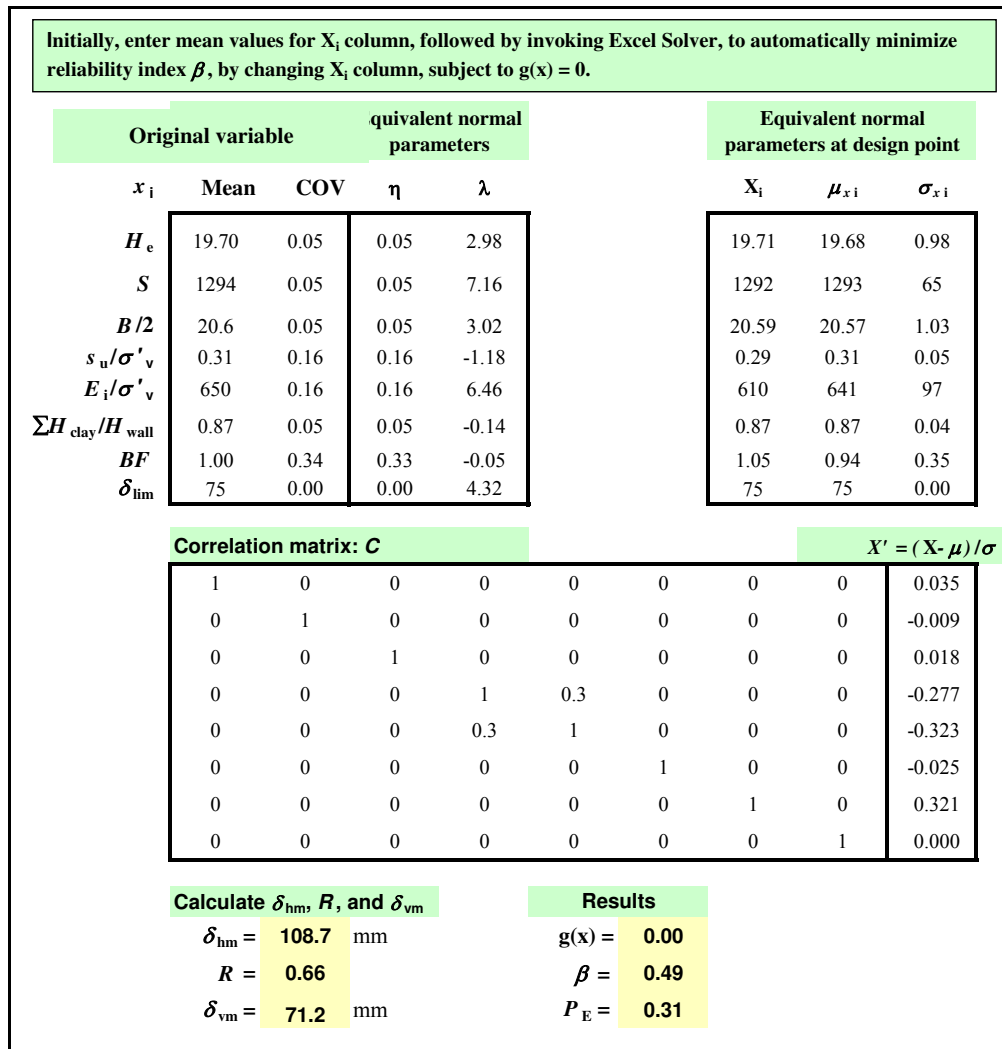 Initially, enter mean values for Xi column, followed by invoking Excel Solver, to automatically minimize
reliability index β, by changing Xi column, subject to g(x) = 0.
Original variable
quivalent normal
parameters
Equivalent normal
parameters at design point
xi Mean COV η λ Xi μxi σxi
He 19.70 0.05 0.05 2.98 19.71 19.68 0.98
S 1294 0.05 0.05 7.16 1292 1293 65
B/2 20.6 0.05 0.05 3.02 20.59 20.57 1.03
su/σ'v 0.31 0.16 0.16 -1.18 0.29 0.31 0.05
Ei/σ'v 650 0.16 0.16 6.46 610 641 97
ΣHclay/Hwall 0.87 0.05 0.05 -0.14 0.87 0.87 0.04
BF 1.00 0.34 0.33 -0.05 1.05 0.94 0.35
δlim 75 0.00 0.00 4.32 75 75 0.00
Correlation matrix: C X' = (X-μ)/σ
1 0 0 0 0 0 0 0 0.035
0 1 0 0 0 0 0 0 -0.009
0 0 1 0 0 0 0 0 0.018
0 0 0 1 0.3 0 0 0 -0.277
0 0 0 0.3 1 0 0 0 -0.323
0 0 0 0 0 1 0 0 -0.025
0 0 0 0 0 0 1 0 0.321
0 0 0 0 0 0 0 1 0.000
Calculate δhm, R, and δvm Results
δhm = 108.7 mm g(x) = 0.00
R = 0.66 β = 0.49
δvm = 71.2 mm PE = 0.31